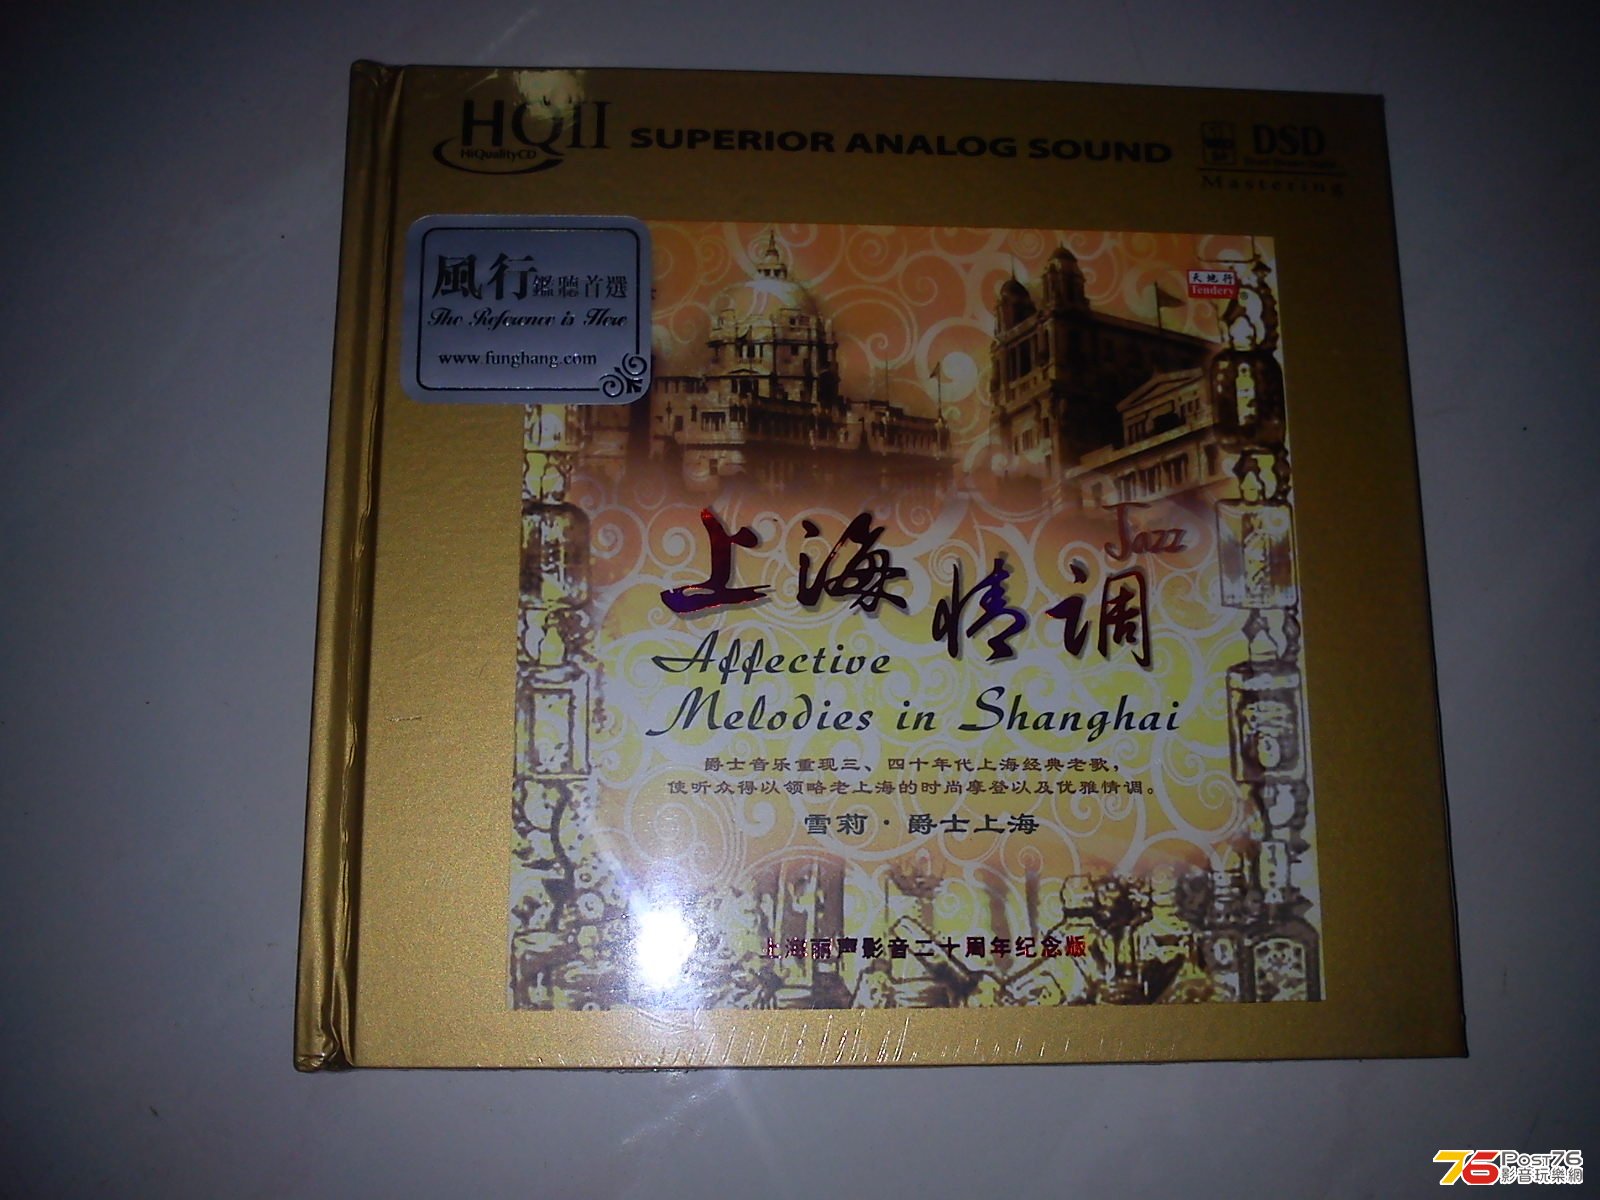 HQII
HiQualityCD
SUPERIOR ANALOG SOUND
DSD
Mastering
風行鑑聽首選
The Reference is Here
www.funghang.com
天地行
Tendery
Jazz
上海情调
Affective
Melodies in Shanghai
爵士音乐重现三、四十年代上海经典老歌，
使听众得以领略老上海的时尚摩登以及优雅情调。
雪莉·爵士上海
上海丽声影音二十周年纪念版
76 Post76
影音玩樂網